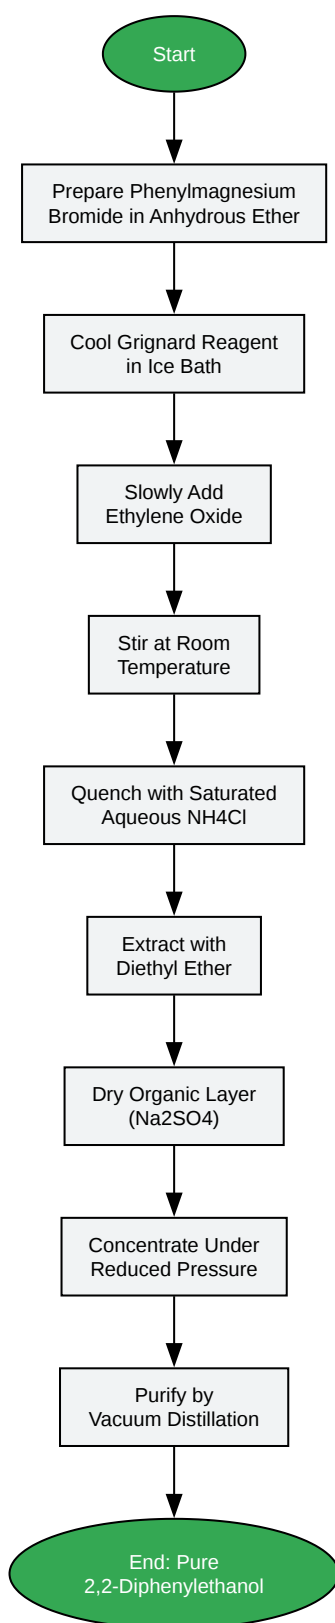 Start
Prepare Phenylmagnesium
Bromide in Anhydrous Ether
Cool Grignard Reagent
in Ice Bath
Slowly Add
Ethylene Oxide
Stir at Room
Temperature
Quench with Saturated
Aqueous NH4Cl
Extract with
Diethyl Ether
Dry Organic Layer
(Na2SO4)
Concentrate Under
Reduced Pressure
Purify by
Vacuum Distillation
End: Pure
2,2-Diphenylethanol